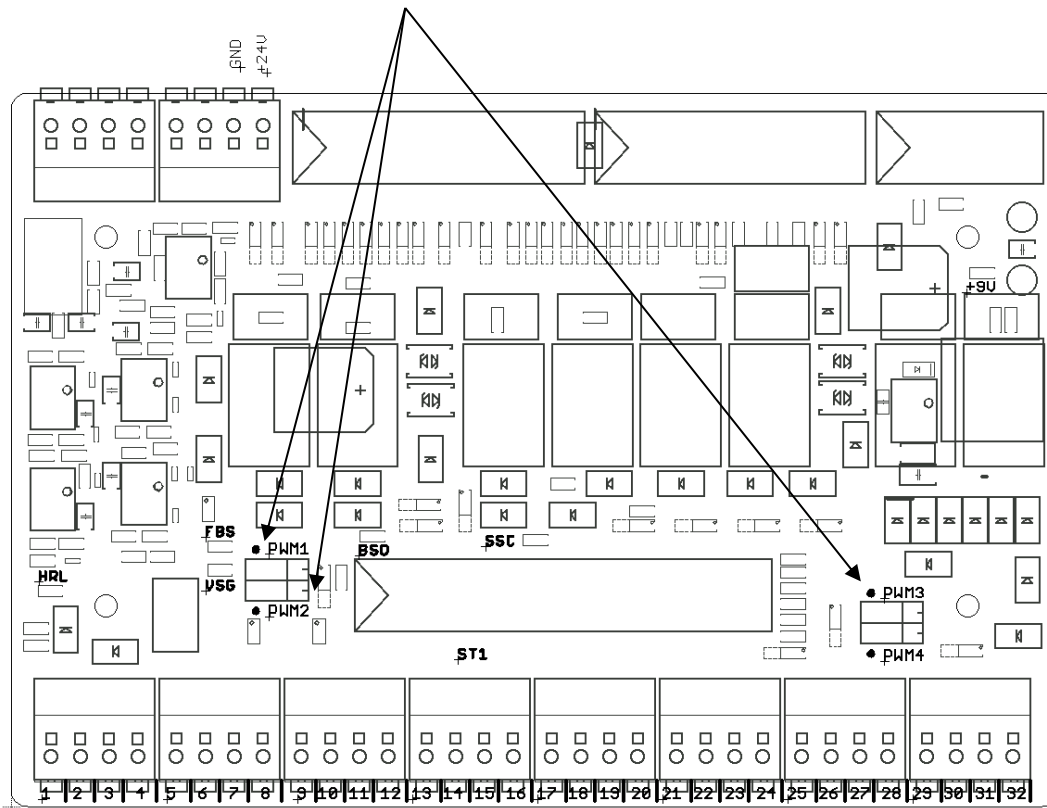 GND
+24V
+9V
FBS
PWM1
BSD
SSC
HRL
VSG
PWM2
PWM3
ST1
PWM4
1 2 3 4 5 6 7 8 9 10 11 12 13 14 15 16 17 18 19 20 21 22 23 24 25 26 27 28 29 30 31 32